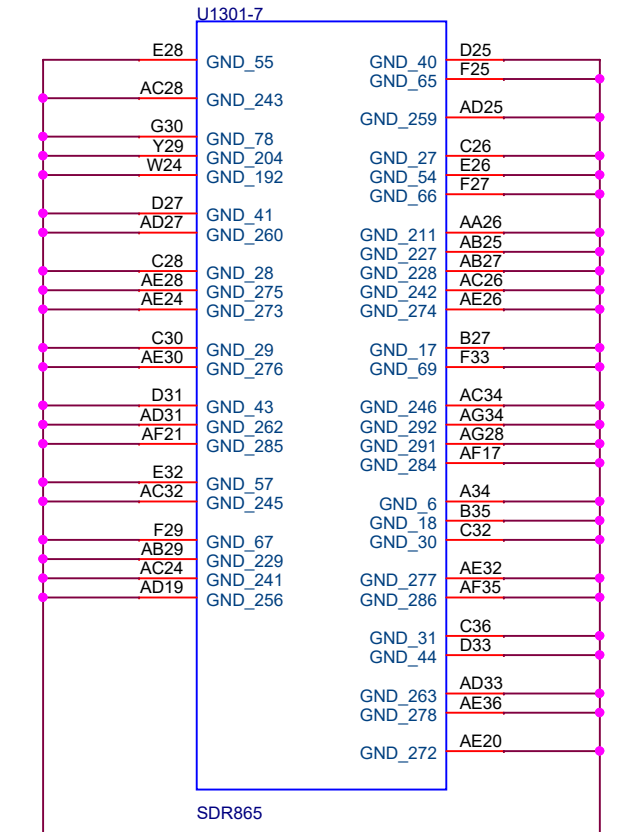 U1301-7
E28 GND_55 GND_40 D25
GND_65 F25
AC28 GND_243
GND_259 AD25
G30 GND_78
Y29 GND_204 GND_27 C26
W24 GND_192 GND_54 E26
GND_66 F27
D27 GND_41
AD27 GND_260 GND_211 AA26
GND_227 AB25
C28 GND_28 GND_228 AB27
AE28 GND_275 GND_242 AC26
AE24 GND_273 GND_274 AE26
C30 GND_29 GND_17 B27
AE30 GND_276 GND_69 F33
D31 GND_43 GND_246 AC34
AD31 GND_262 GND_292 AG34
AF21 GND_285 GND_291 AG28
GND_284 AF17
E32 GND_57
AC32 GND_245 GND_6 A34
GND_18 B35
F29 GND_67 GND_30 C32
AB29 GND_229
AC24 GND_241 GND_277 AE32
AD19 GND_256 GND_286 AF35
GND_31 C36
GND_44 D33
GND_263 AD33
GND_278 AE36
GND_272 AE20
SDR865